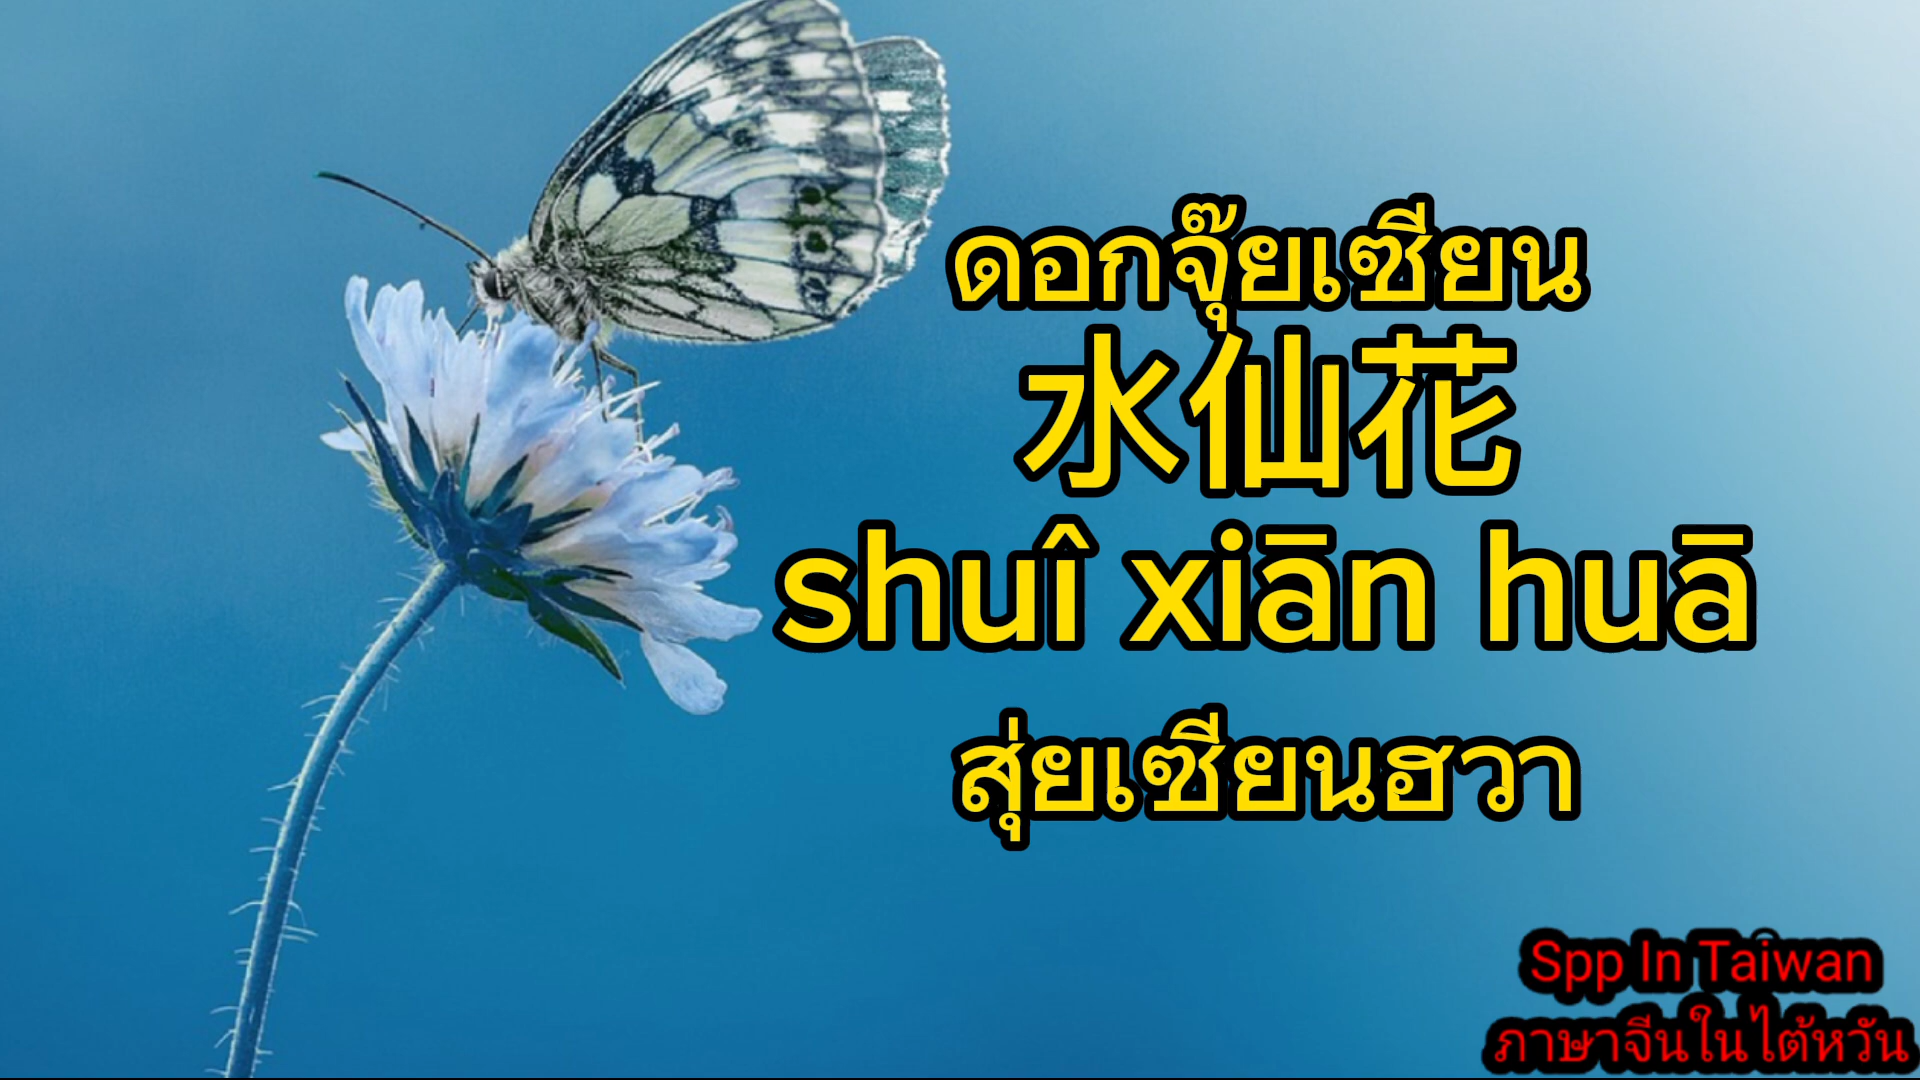 ดอกจุ๊ยเซียน
水仙花
shuî xiān huā
สุ่ยเซียนฮวา
Spp In Taiwan
ภาษาจีนในไต้หวัน